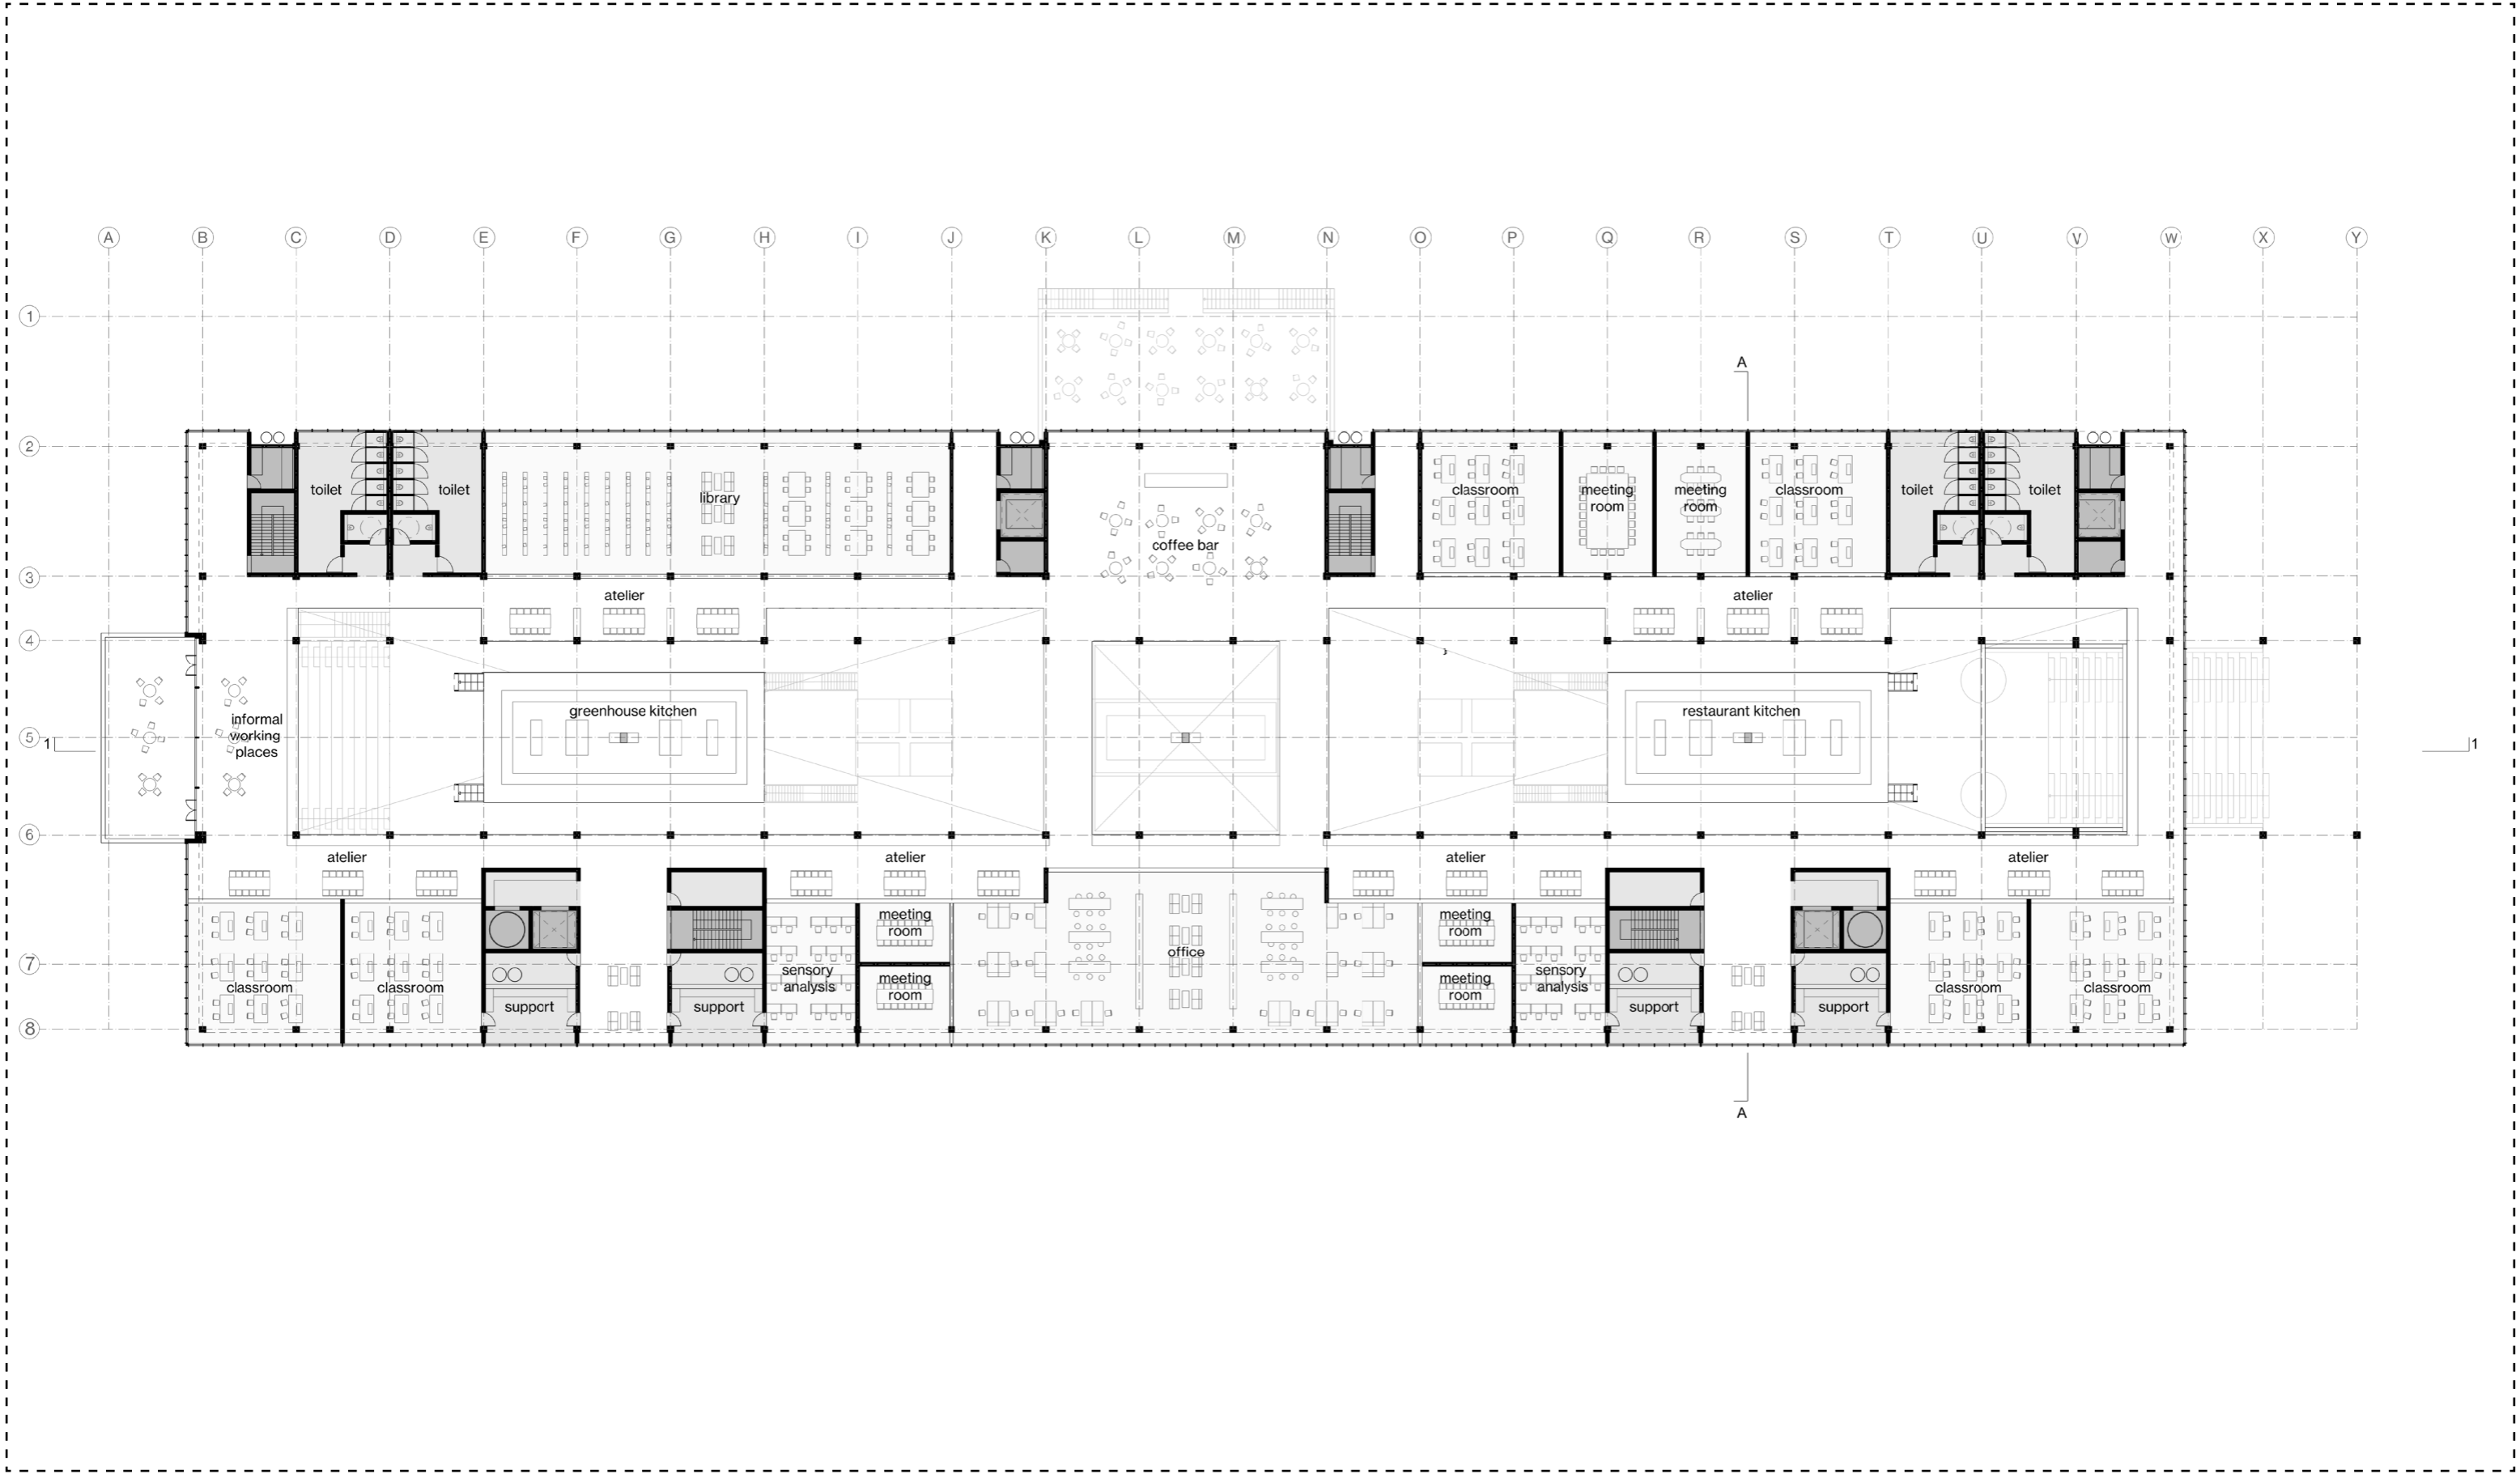 A B C D E F G H I J K L M N O P Q R S T U V W X Y
1
A
2
toilet toilet library classroom meeting room meeting room classroom toilet toilet
coffee bar
3
atelier atelier
4
greenhouse kitchen restaurant kitchen
informal
working
places
5
1 1
6
atelier atelier atelier atelier
meeting
room
meeting
room
office
7
sensory
analysis
meeting
room
meeting
room
sensory
analysis
classroom classroom classroom classroom
support support support support
8
A